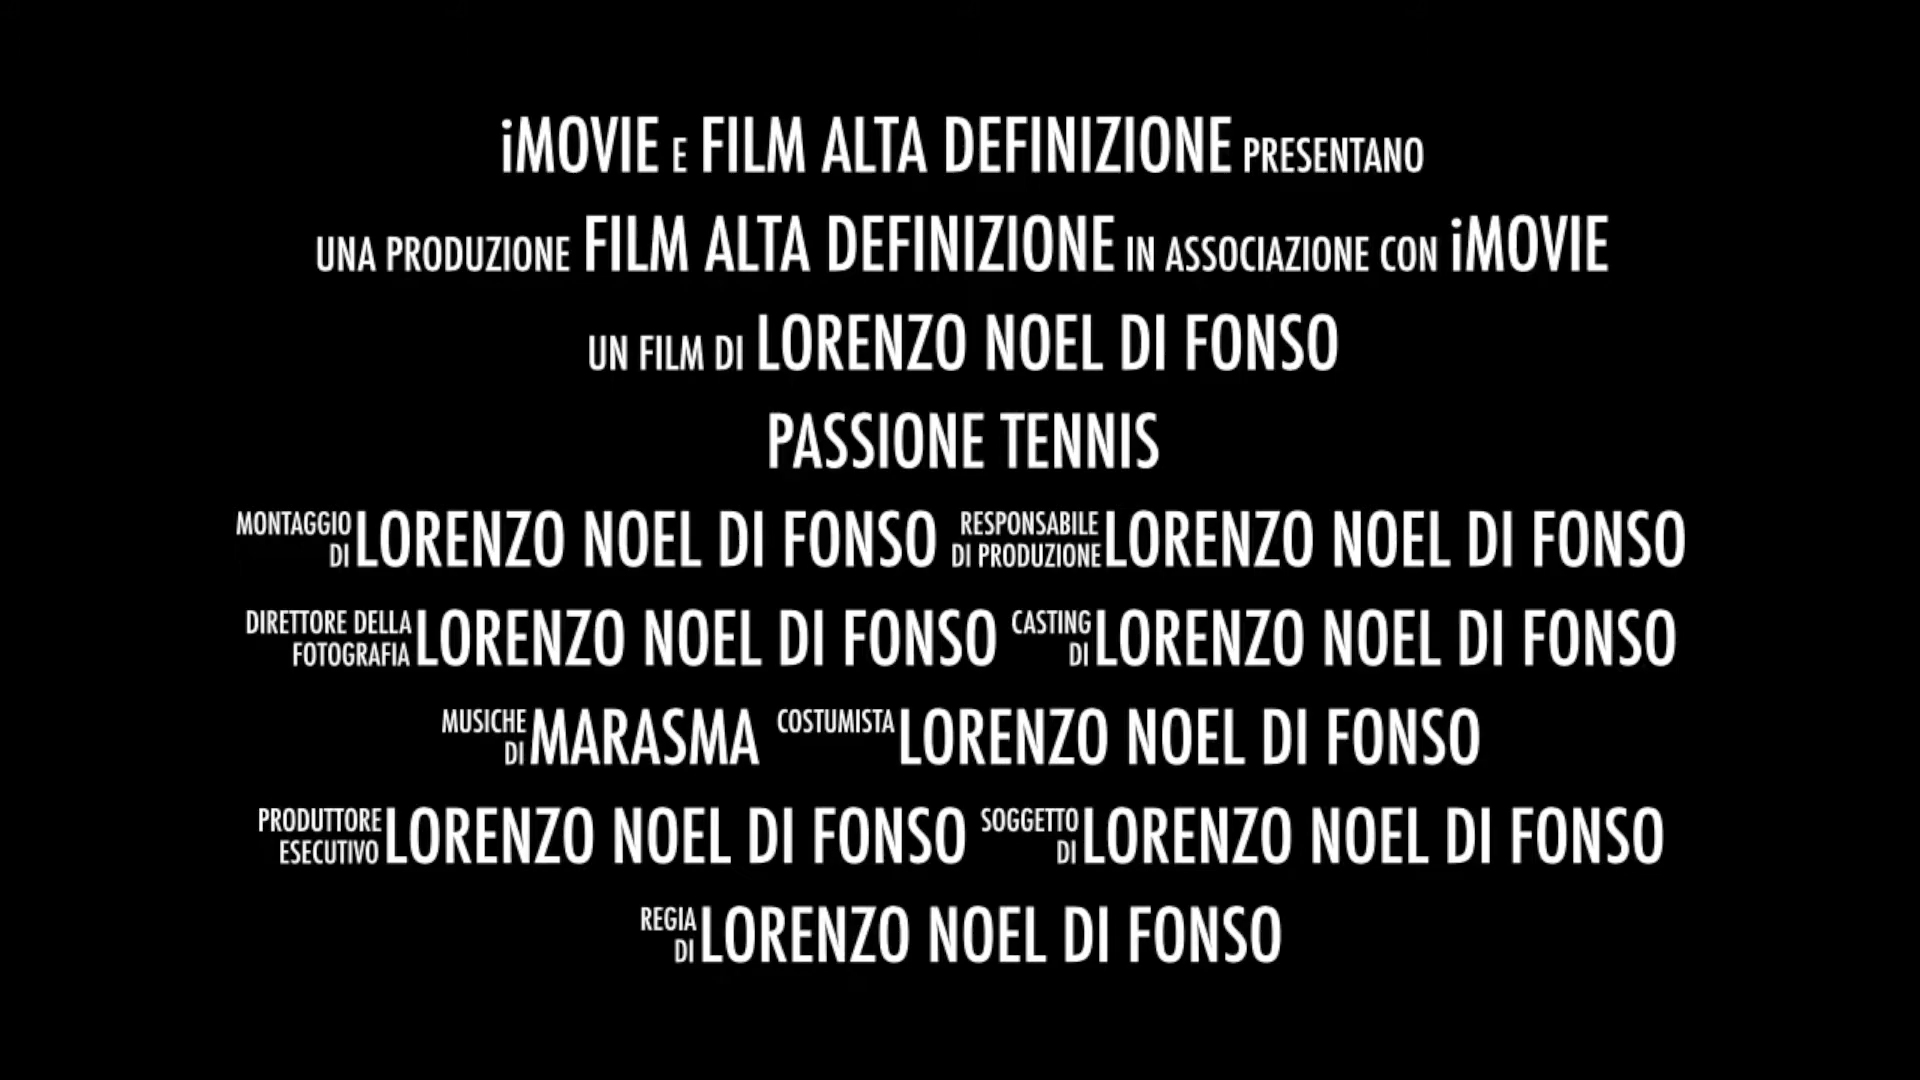 iMOVIE E FILM ALTA DEFINIZIONE PRESENTANO
UNA PRODUZIONE FILM ALTA DEFINIZIONE IN ASSOCIAZIONE CON iMOVIE
UN FILM DI LORENZO NOEL DI FONSO
PASSIONE TENNIS
MONTAGGIO DI LORENZO NOEL DI FONSO RESPONSABILE DI PRODUZIONE LORENZO NOEL DI FONSO
DIRETTORE DELLA FOTOGRAFIA LORENZO NOEL DI FONSO CASTING DI LORENZO NOEL DI FONSO
MUSICHE DI MARASMA COSTUMISTA LORENZO NOEL DI FONSO
PRODUTTORE ESECUTIVO LORENZO NOEL DI FONSO SOGGETTO DI LORENZO NOEL DI FONSO
REGIA DI LORENZO NOEL DI FONSO